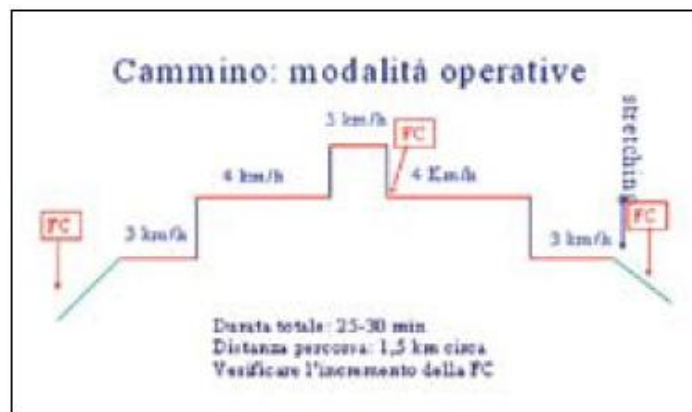 Cammino: modalitá operative
5 km/h
FC
stretching
4 km/h
4 Km/h
FC
FC
3 km/h
3 km/h
Durata totale: 25-30 min
Distanza percorsa: 1,5 km circa
Verificare l'incremento della FC